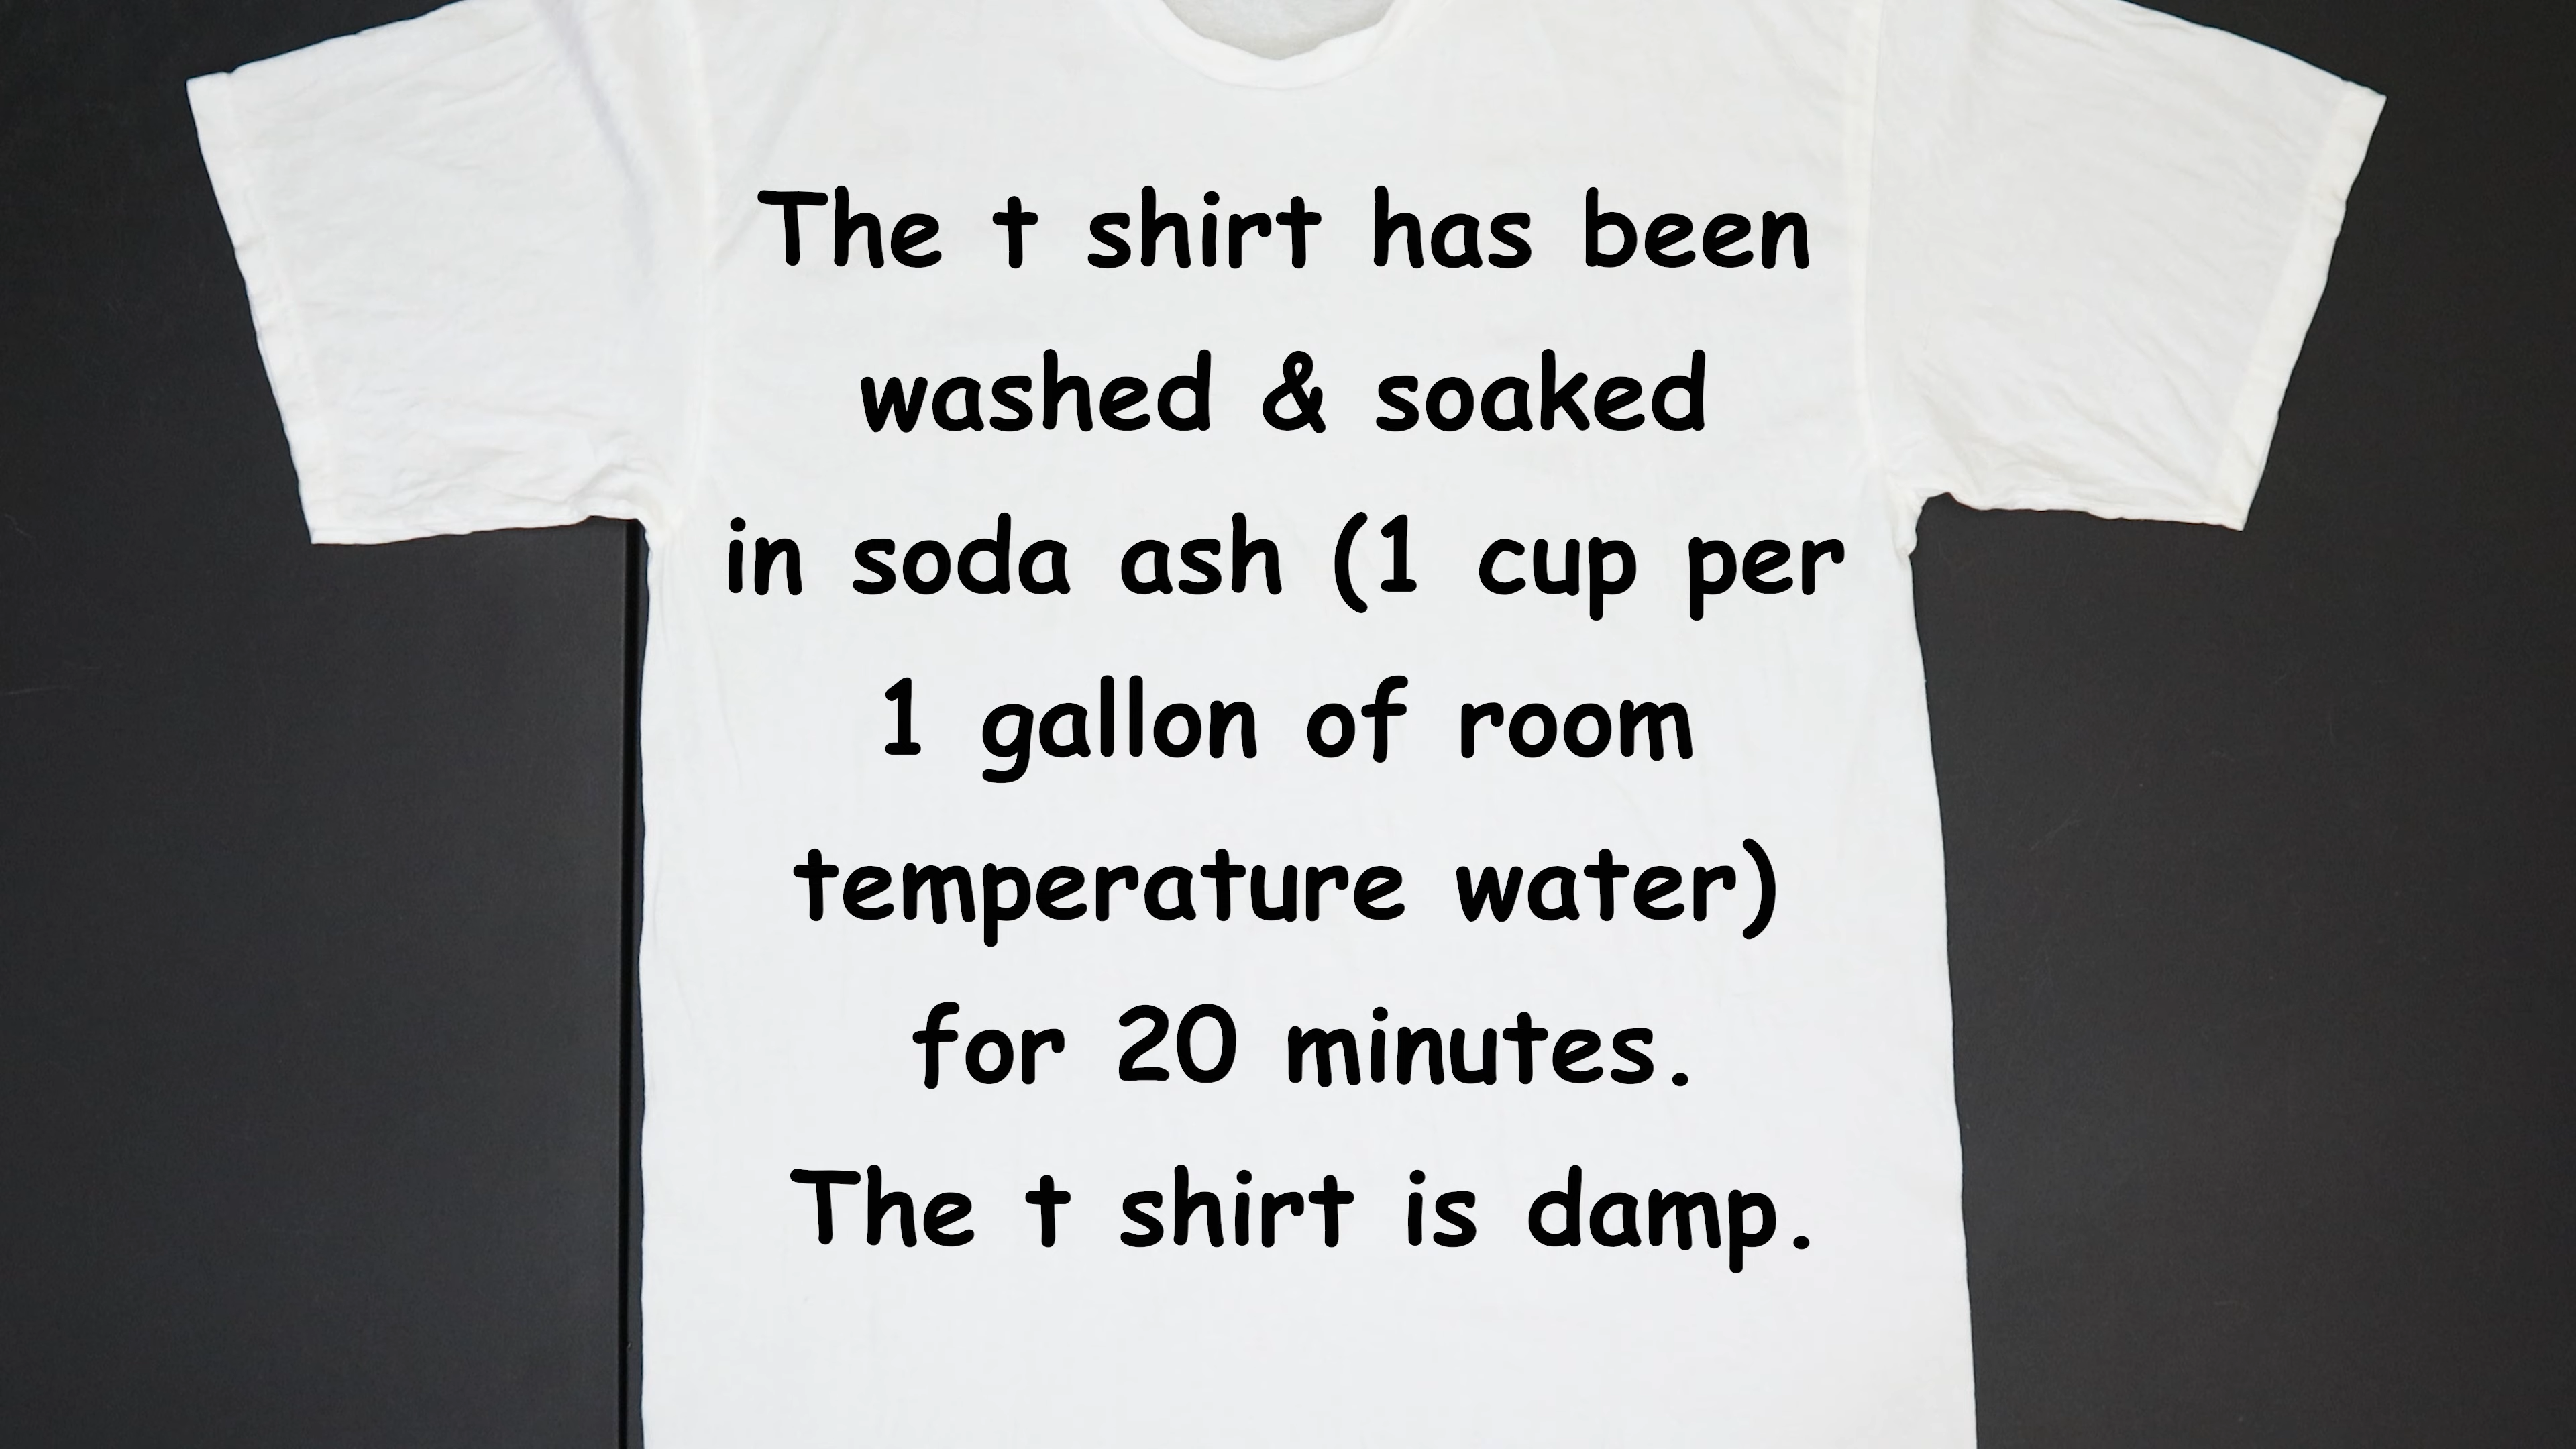 The t shirt has been
washed & soaked
in soda ash (1 cup per
1 gallon of room
temperature water)
for 20 minutes.
The t shirt is damp.